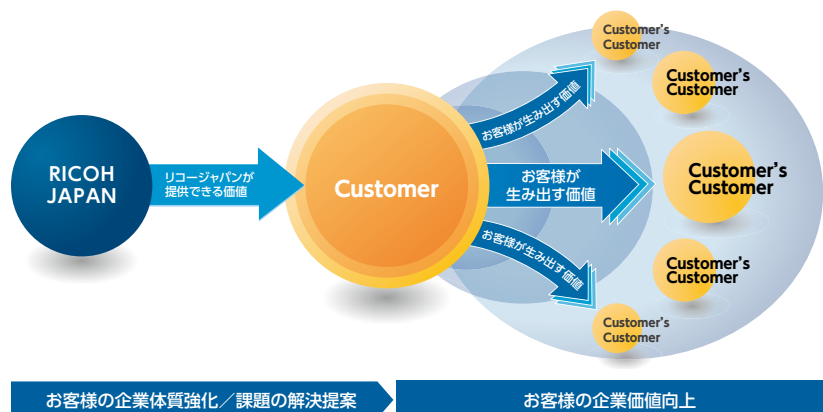 Customer's
Customer
Customer's
Customer
お客様が生み出す価値
RICOH
JAPAN
リコージャパンが
提供できる価値
Customer
お客様が
生み出す価値
Customer's
Customer
お客様が生み出す価値
Customer's
Customer
Customer's
Customer
お客様の企業体質強化／課題の解決提案
お客様の企業価値向上